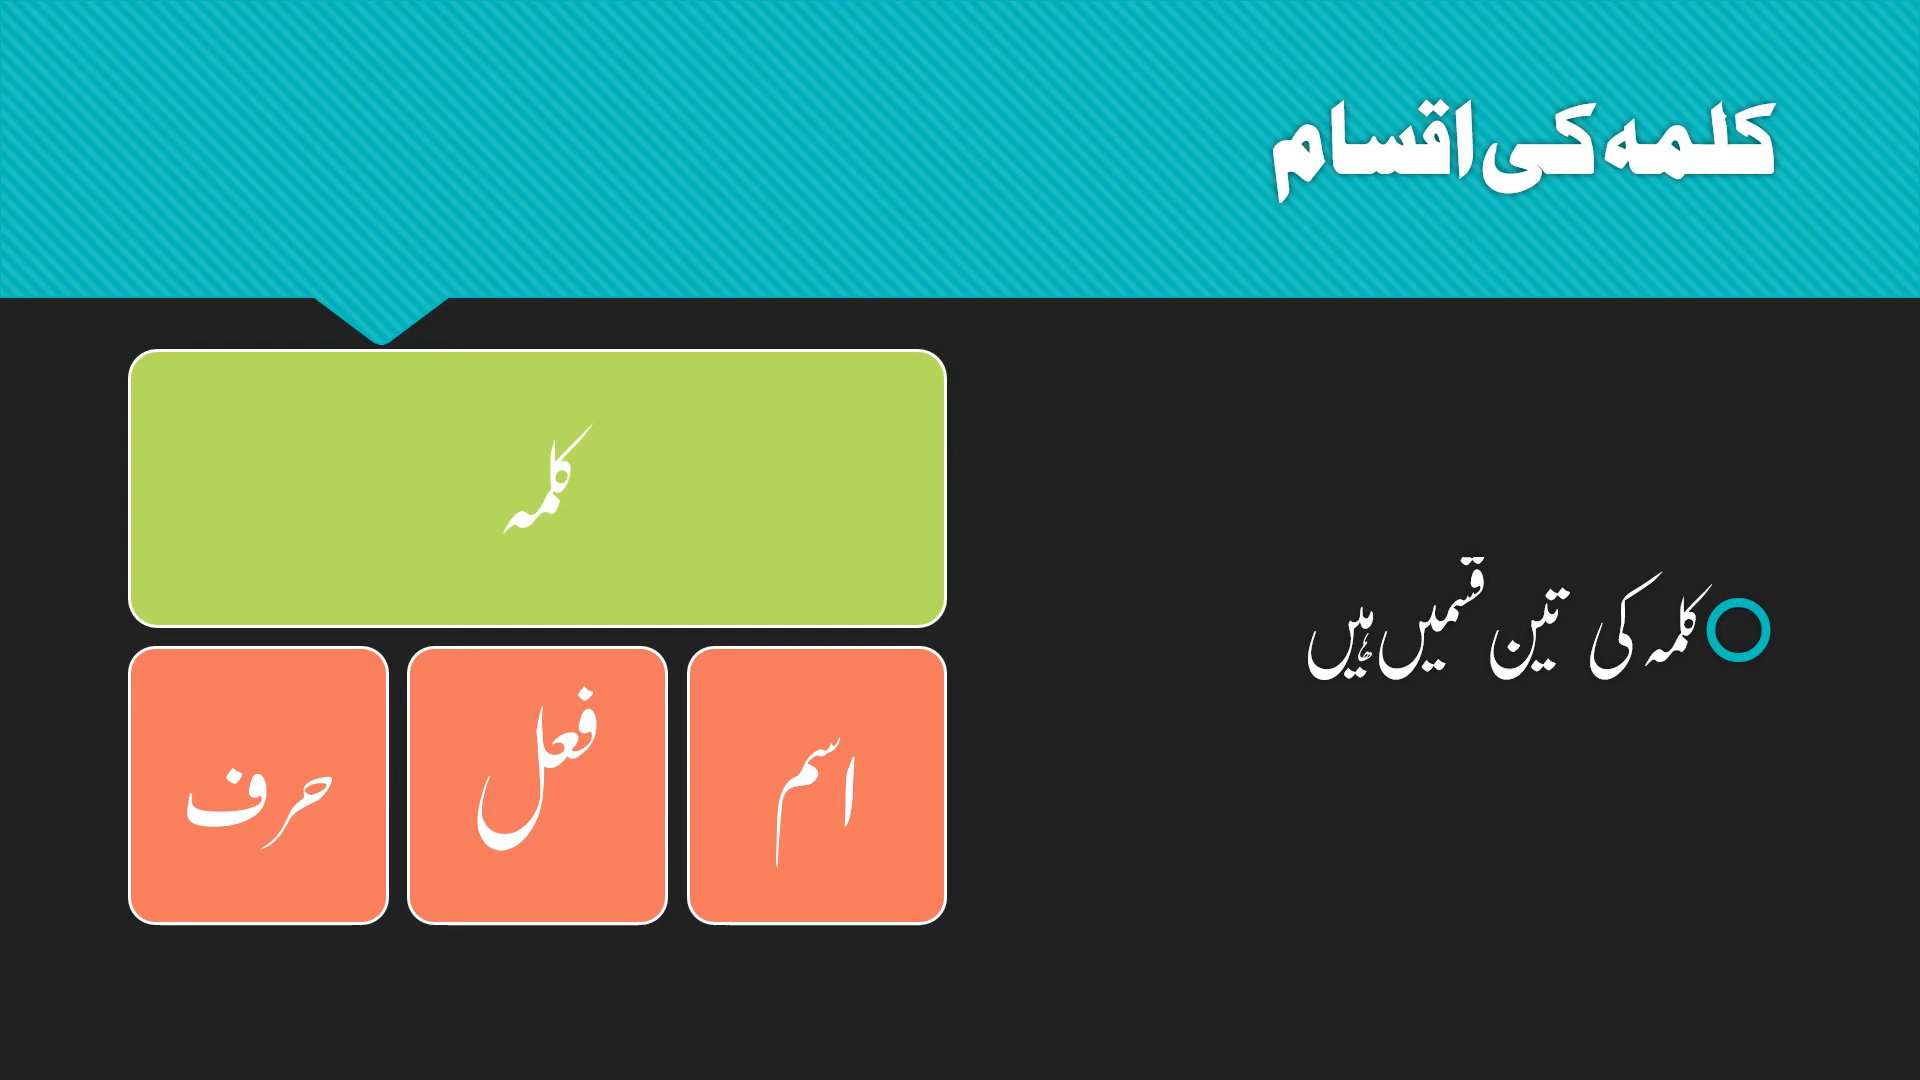 کلمہ کی اقسام
کلمہ کی تین قسمیں ہیں
کلمہ
اسم
فعل
حرف